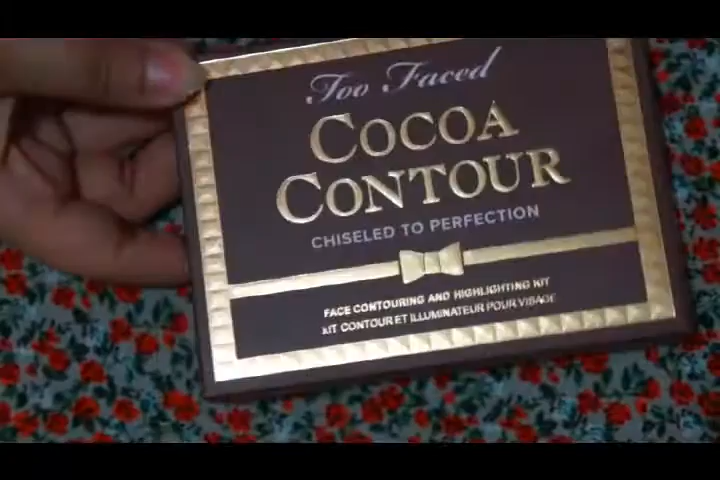 Too Faced
COCOA
CONTOUR
CHISELED TO PERFECTION
FACE CONTOURING AND HIGHLIGHTING KIT
KIT CONTOUR ET ILLUMINATEUR POUR VISAGE